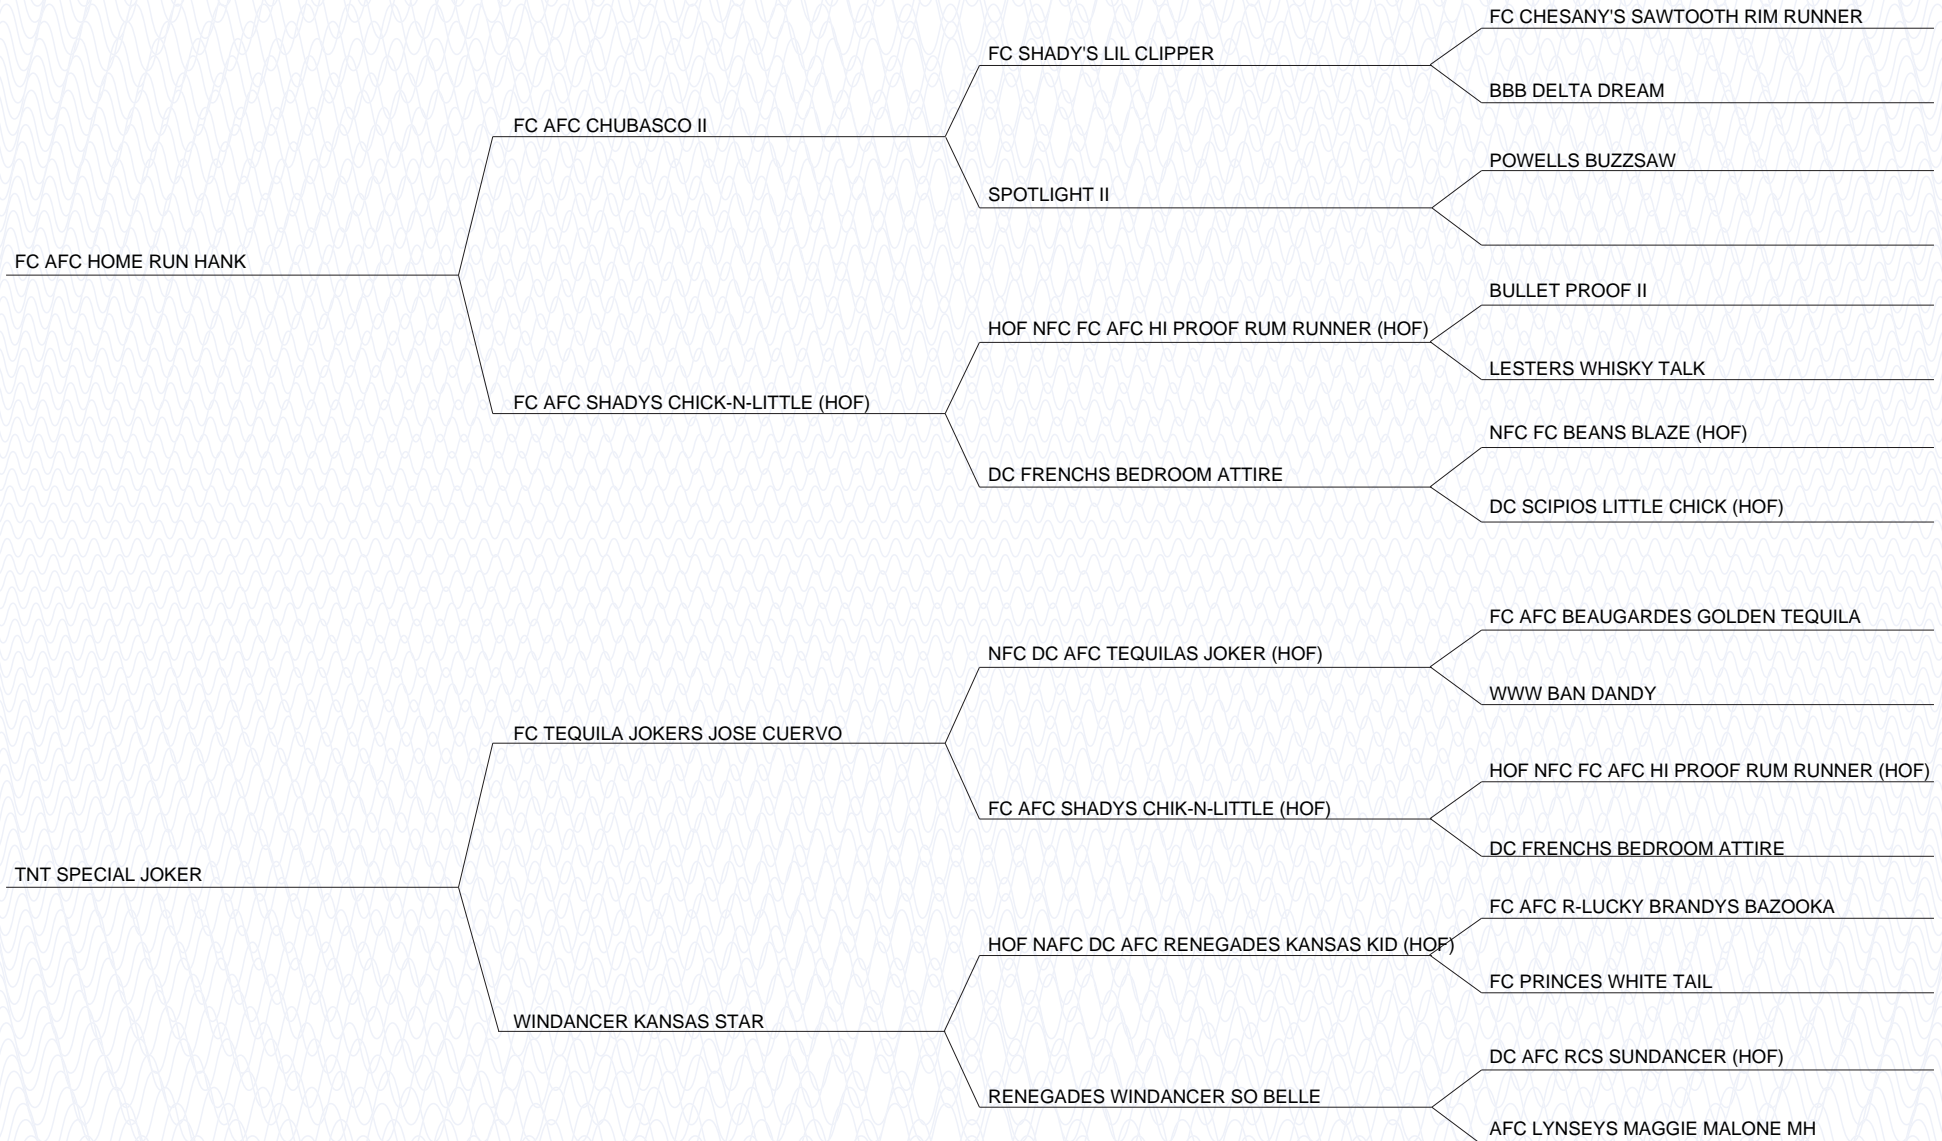 FC CHESANY'S SAWTOOTH RIM RUNNER
FC SHADY'S LIL CLIPPER
BBB DELTA DREAM
FC AFC CHUBASCO II
POWELLS BUZZSAW
SPOTLIGHT II
FC AFC HOME RUN HANK
BULLET PROOF II
HOF NFC FC AFC HI PROOF RUM RUNNER (HOF)
LESTERS WHISKY TALK
FC AFC SHADYS CHICK-N-LITTLE (HOF)
NFC FC BEANS BLAZE (HOF)
DC FRENCHS BEDROOM ATTIRE
DC SCIPIOS LITTLE CHICK (HOF)
FC AFC BEAUGARDES GOLDEN TEQUILA
NFC DC AFC TEQUILAS JOKER (HOF)
WWW BAN DANDY
FC TEQUILA JOKERS JOSE CUERVO
HOF NFC FC AFC HI PROOF RUM RUNNER (HOF)
FC AFC SHADYS CHIK-N-LITTLE (HOF)
DC FRENCHS BEDROOM ATTIRE
TNT SPECIAL JOKER
FC AFC R-LUCKY BRANDYS BAZOOKA
HOF NAFC DC AFC RENEGADES KANSAS KID (HOF)
FC PRINCES WHITE TAIL
WINDANCER KANSAS STAR
DC AFC RCS SUNDANCER (HOF)
RENEGADES WINDANCER SO BELLE
AFC LYNSEYS MAGGIE MALONE MH